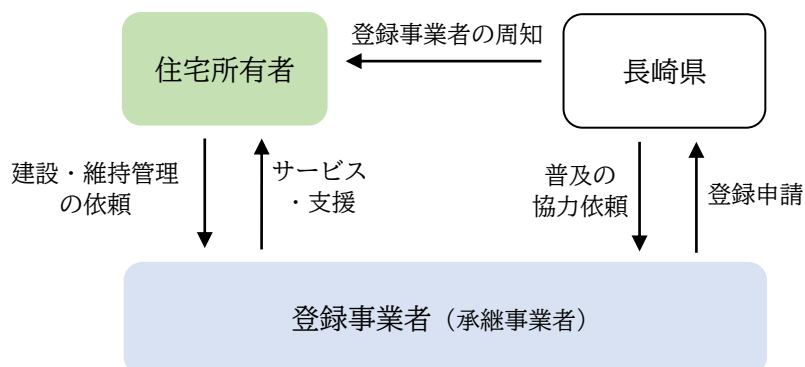 登録事業者の周知
住宅所有者
長崎県
建設・維持管理
の依頼
サービス
・支援
普及の
協力依頼
登録申請
登録事業者（承継事業者）